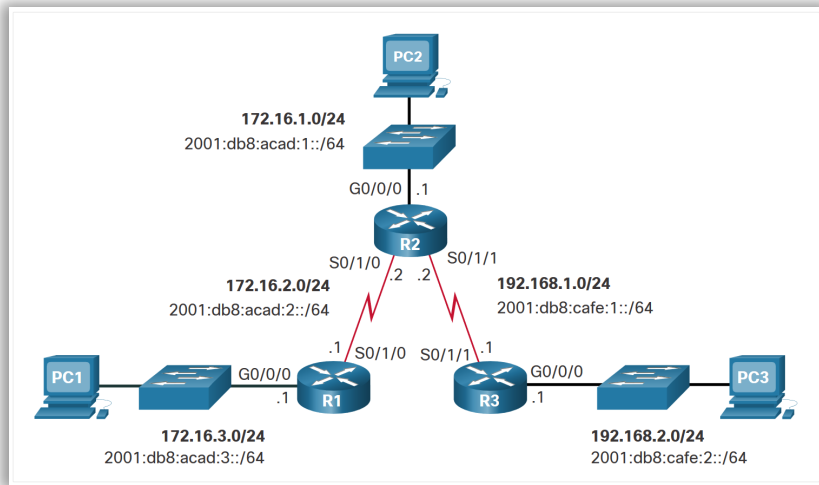 PC2
172.16.1.0/24
2001:db8:acad:1::/64
G0/0/0 .1
R2
S0/1/0 .2 .2 S0/1/1
172.16.2.0/24
2001:db8:acad:2::/64
192.168.1.0/24
2001:db8:cafe:1::/64
.1 S0/1/0
S0/1/1 .1
PC1
G0/0/0
.1
R1
R3
G0/0/0
.1
PC3
172.16.3.0/24
2001:db8:acad:3::/64
192.168.2.0/24
2001:db8:cafe:2::/64